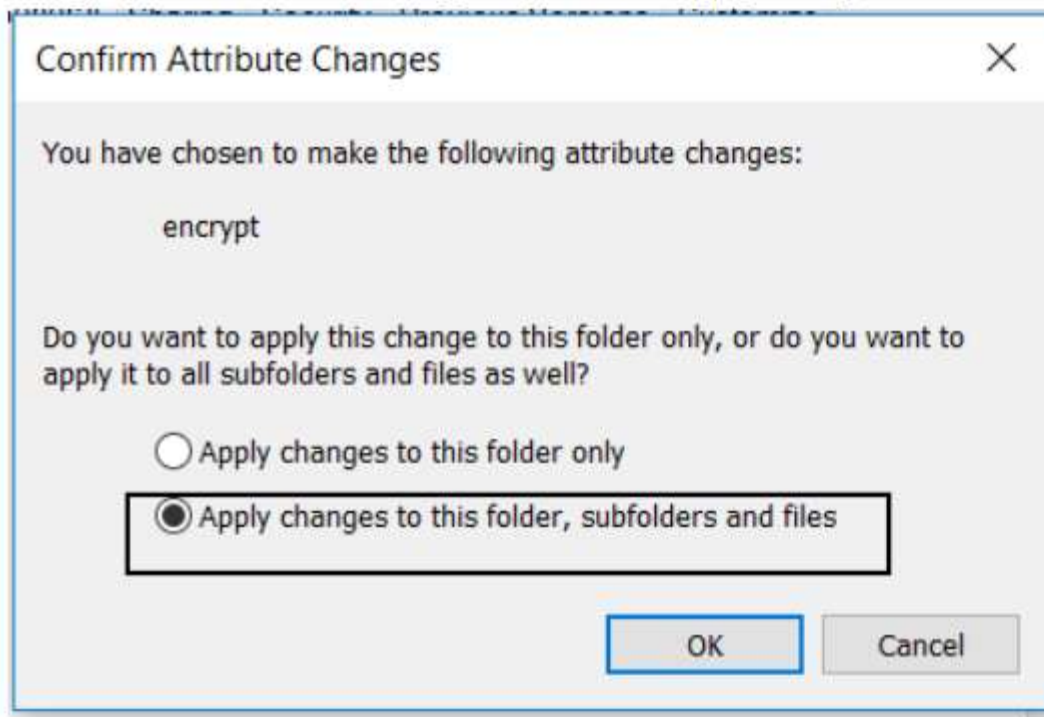 Confirm Attribute Changes
You have chosen to make the following attribute changes:
encrypt
Do you want to apply this change to this folder only, or do you want to
apply it to all subfolders and files as well?
Apply changes to this folder only
Apply changes to this folder, subfolders and files
OK
Cancel